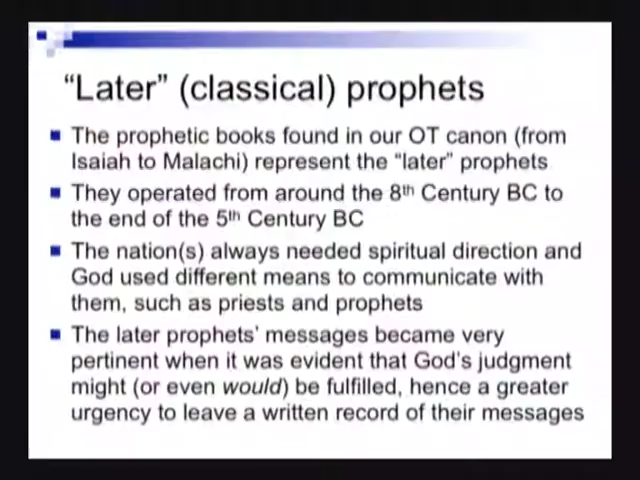 “Later” (classical) prophets
The prophetic books found in our OT canon (from
Isaiah to Malachi) represent the “later” prophets
They operated from around the 8th Century BC to
the end of the 5th Century BC
The nation(s) always needed spiritual direction and
God used different means to communicate with
them, such as priests and prophets
The later prophets’ messages became very
pertinent when it was evident that God’s judgment
might (or even would) be fulfilled, hence a greater
urgency to leave a written record of their messages